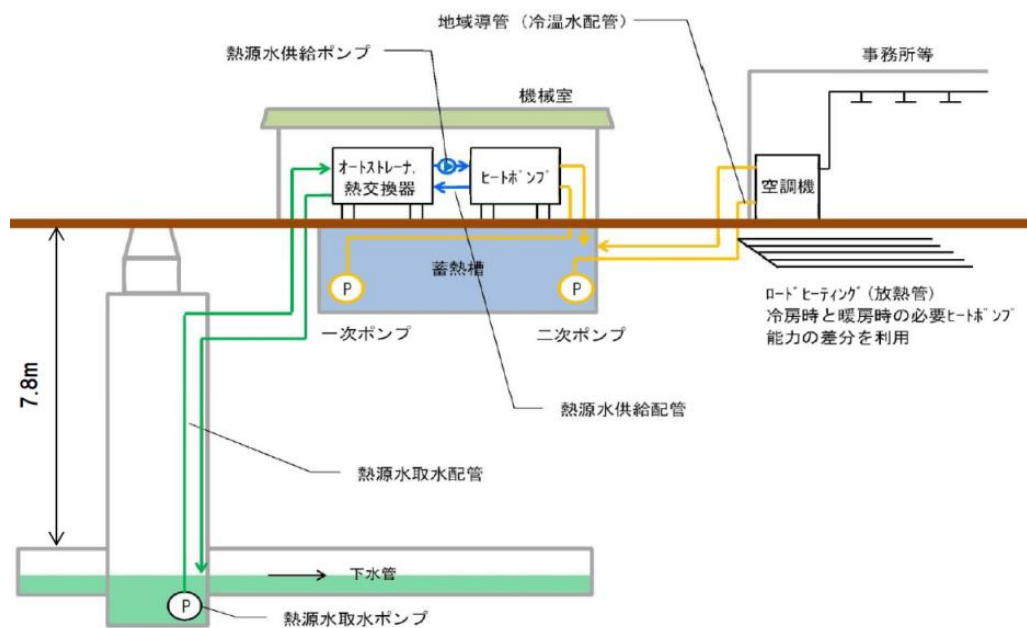 地域導管（冷温水配管）
熱源水供給ポンプ
事務所等
機械室
オートストレーナ.
熱交換器
ヒートポンプ
空調機
蓄熱槽
P
P
一次ポンプ
二次ポンプ
ロードヒーティング（放熱管）
冷房時と暖房時の必要ヒートポンプ
能力の差分を利用
7.8m
熱源水供給配管
熱源水取水配管
下水管
P
熱源水取水ポンプ